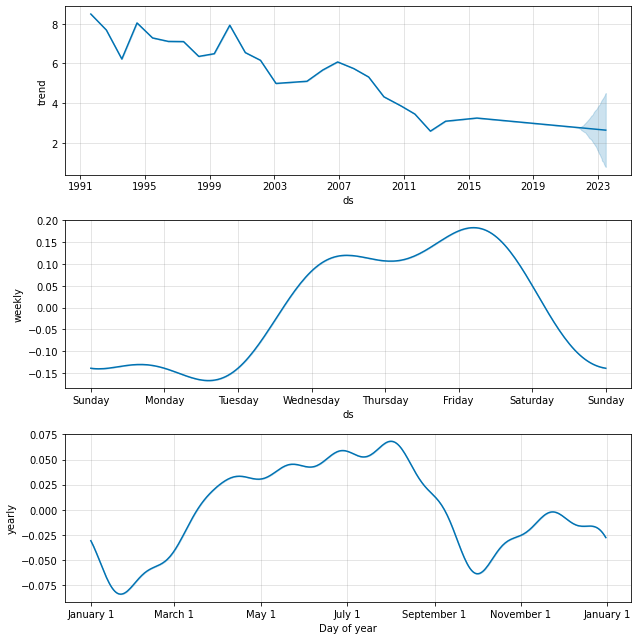 8
6
4
2
trend
1991 1995 1999 2003 2007 2011 2015 2019 2023
ds
0.20
0.15
0.10
0.05
0.00
−0.05
−0.10
−0.15
weekly
Sunday Monday Tuesday Wednesday Thursday Friday Saturday Sunday
ds
0.075
0.050
0.025
0.000
−0.025
−0.050
−0.075
yearly
January 1 March 1 May 1 July 1 September 1 November 1 January 1
Day of year